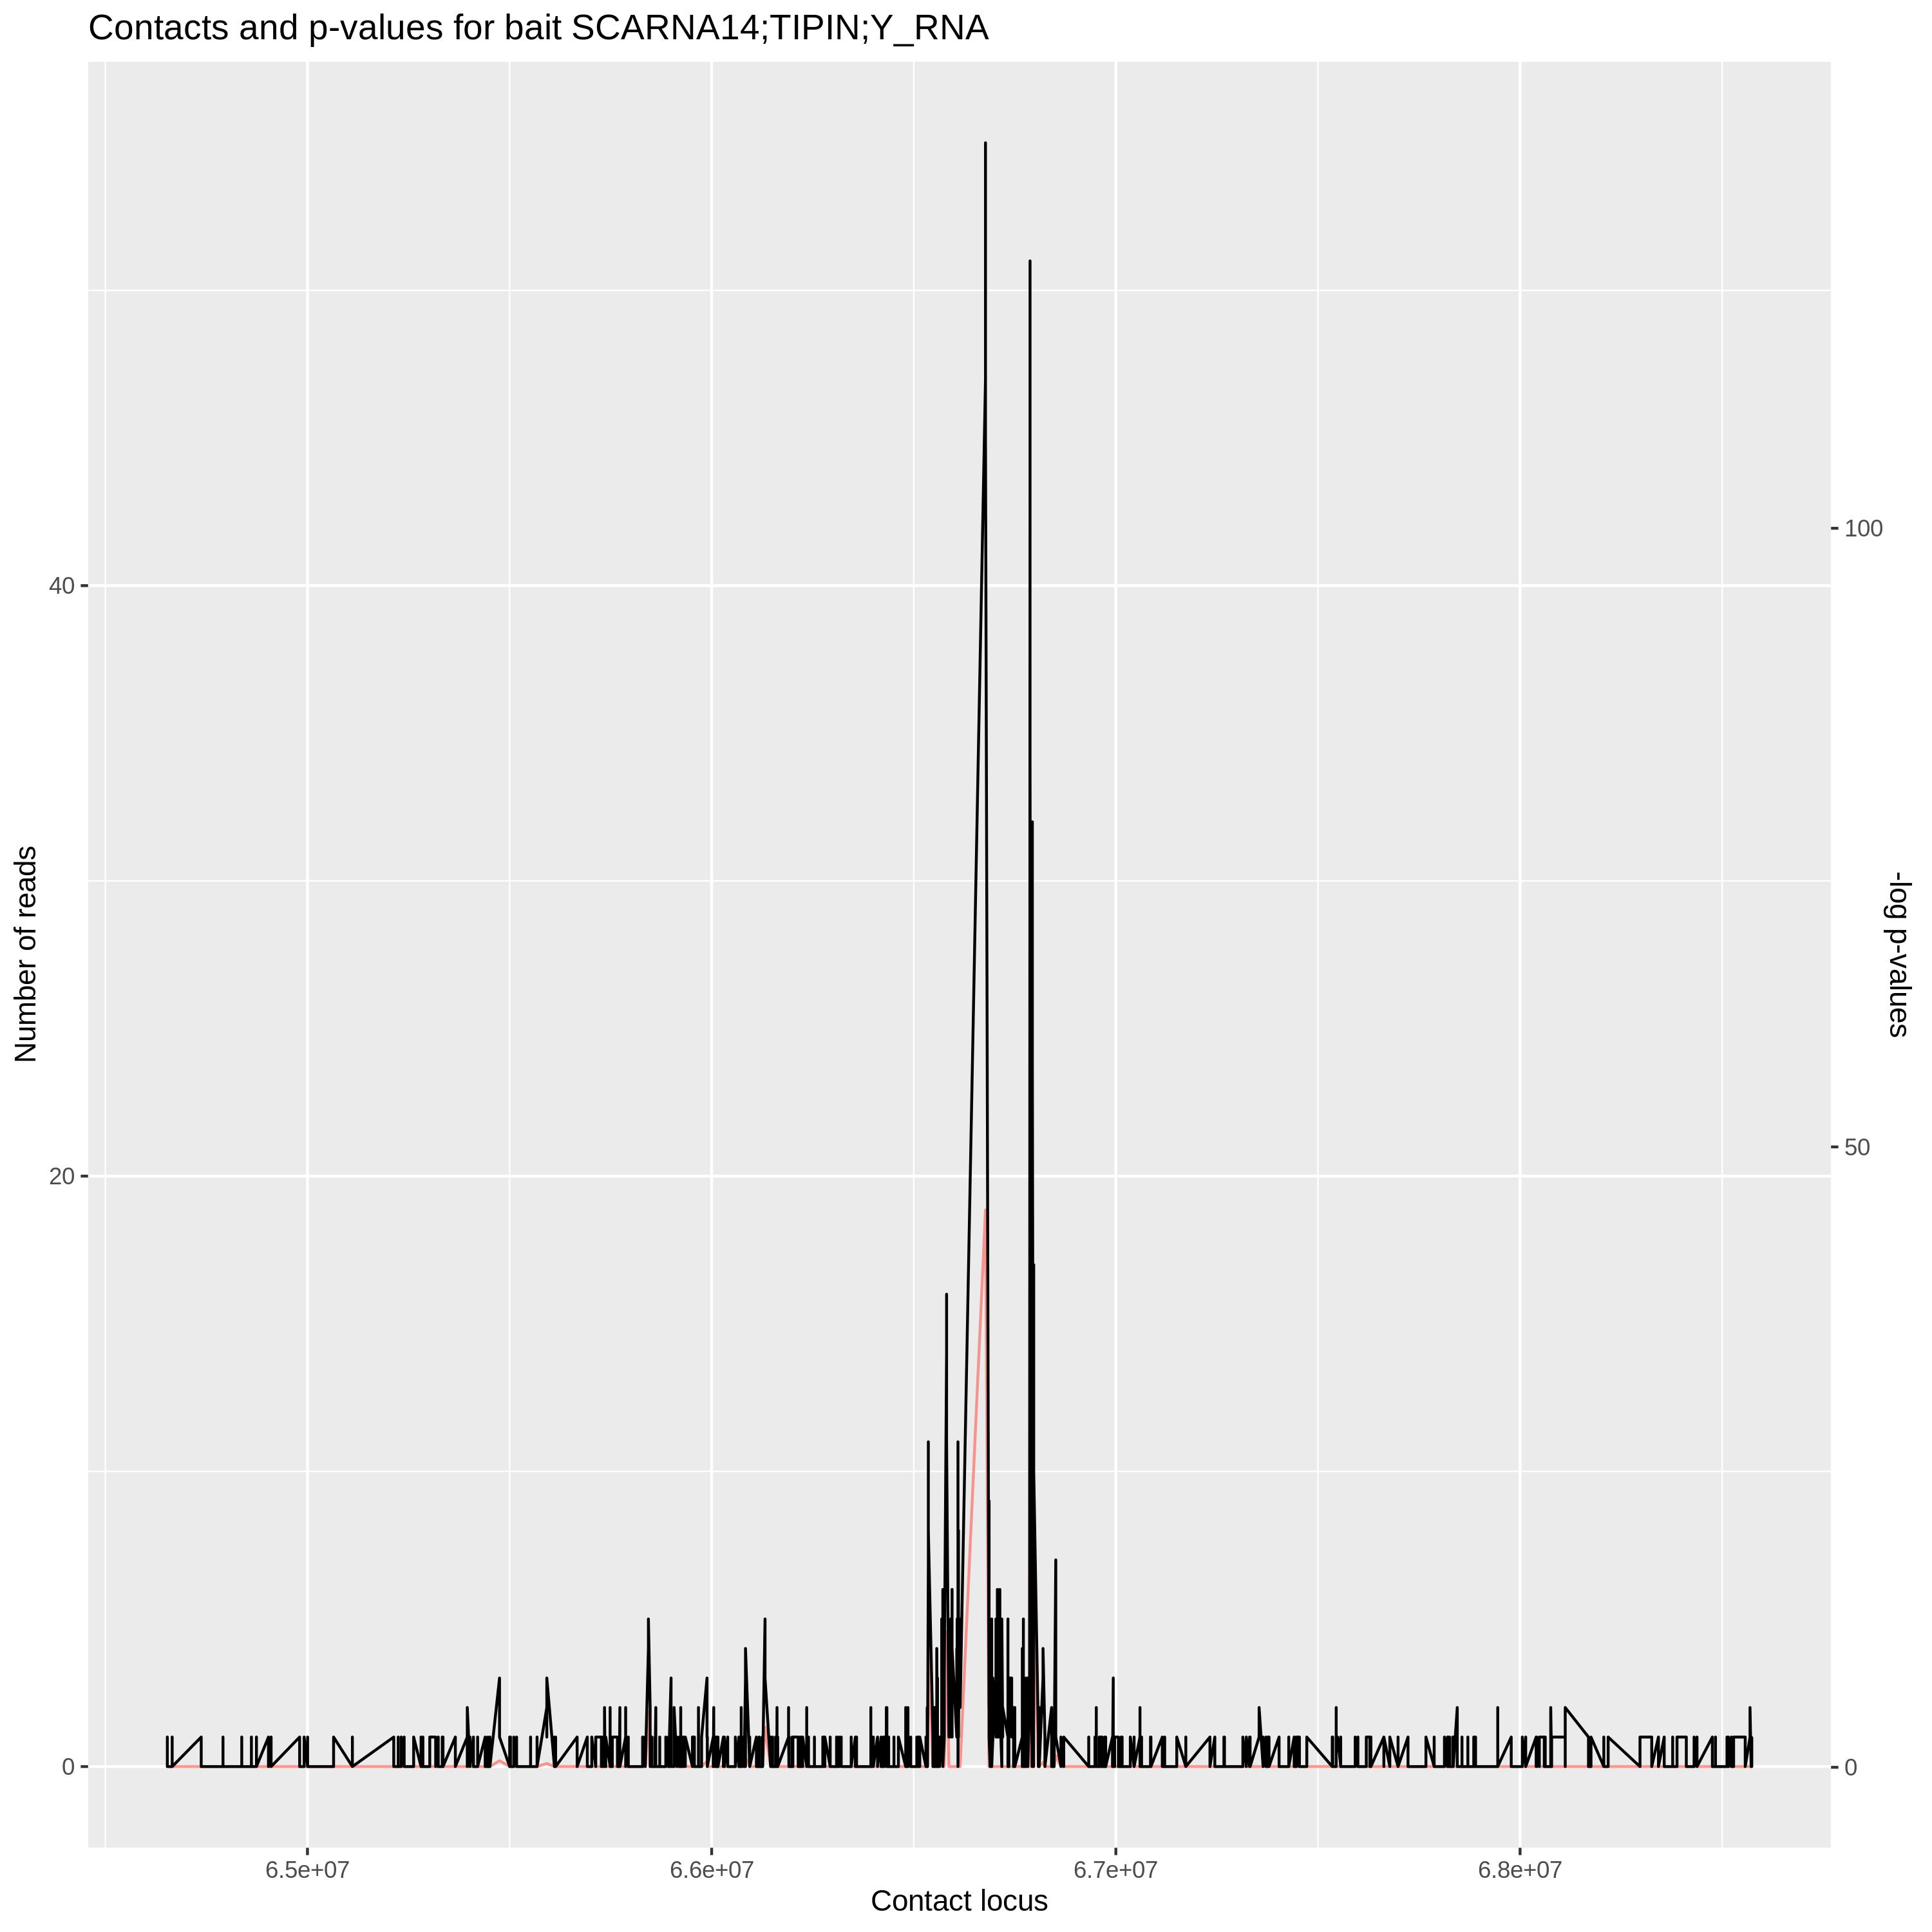 Contacts and p-values for bait SCARNA14;TIPIN;Y_RNA
Number of reads
40
20
0
100
50
0
-log p-values
6.5e+07 6.6e+07 6.7e+07 6.8e+07
Contact locus